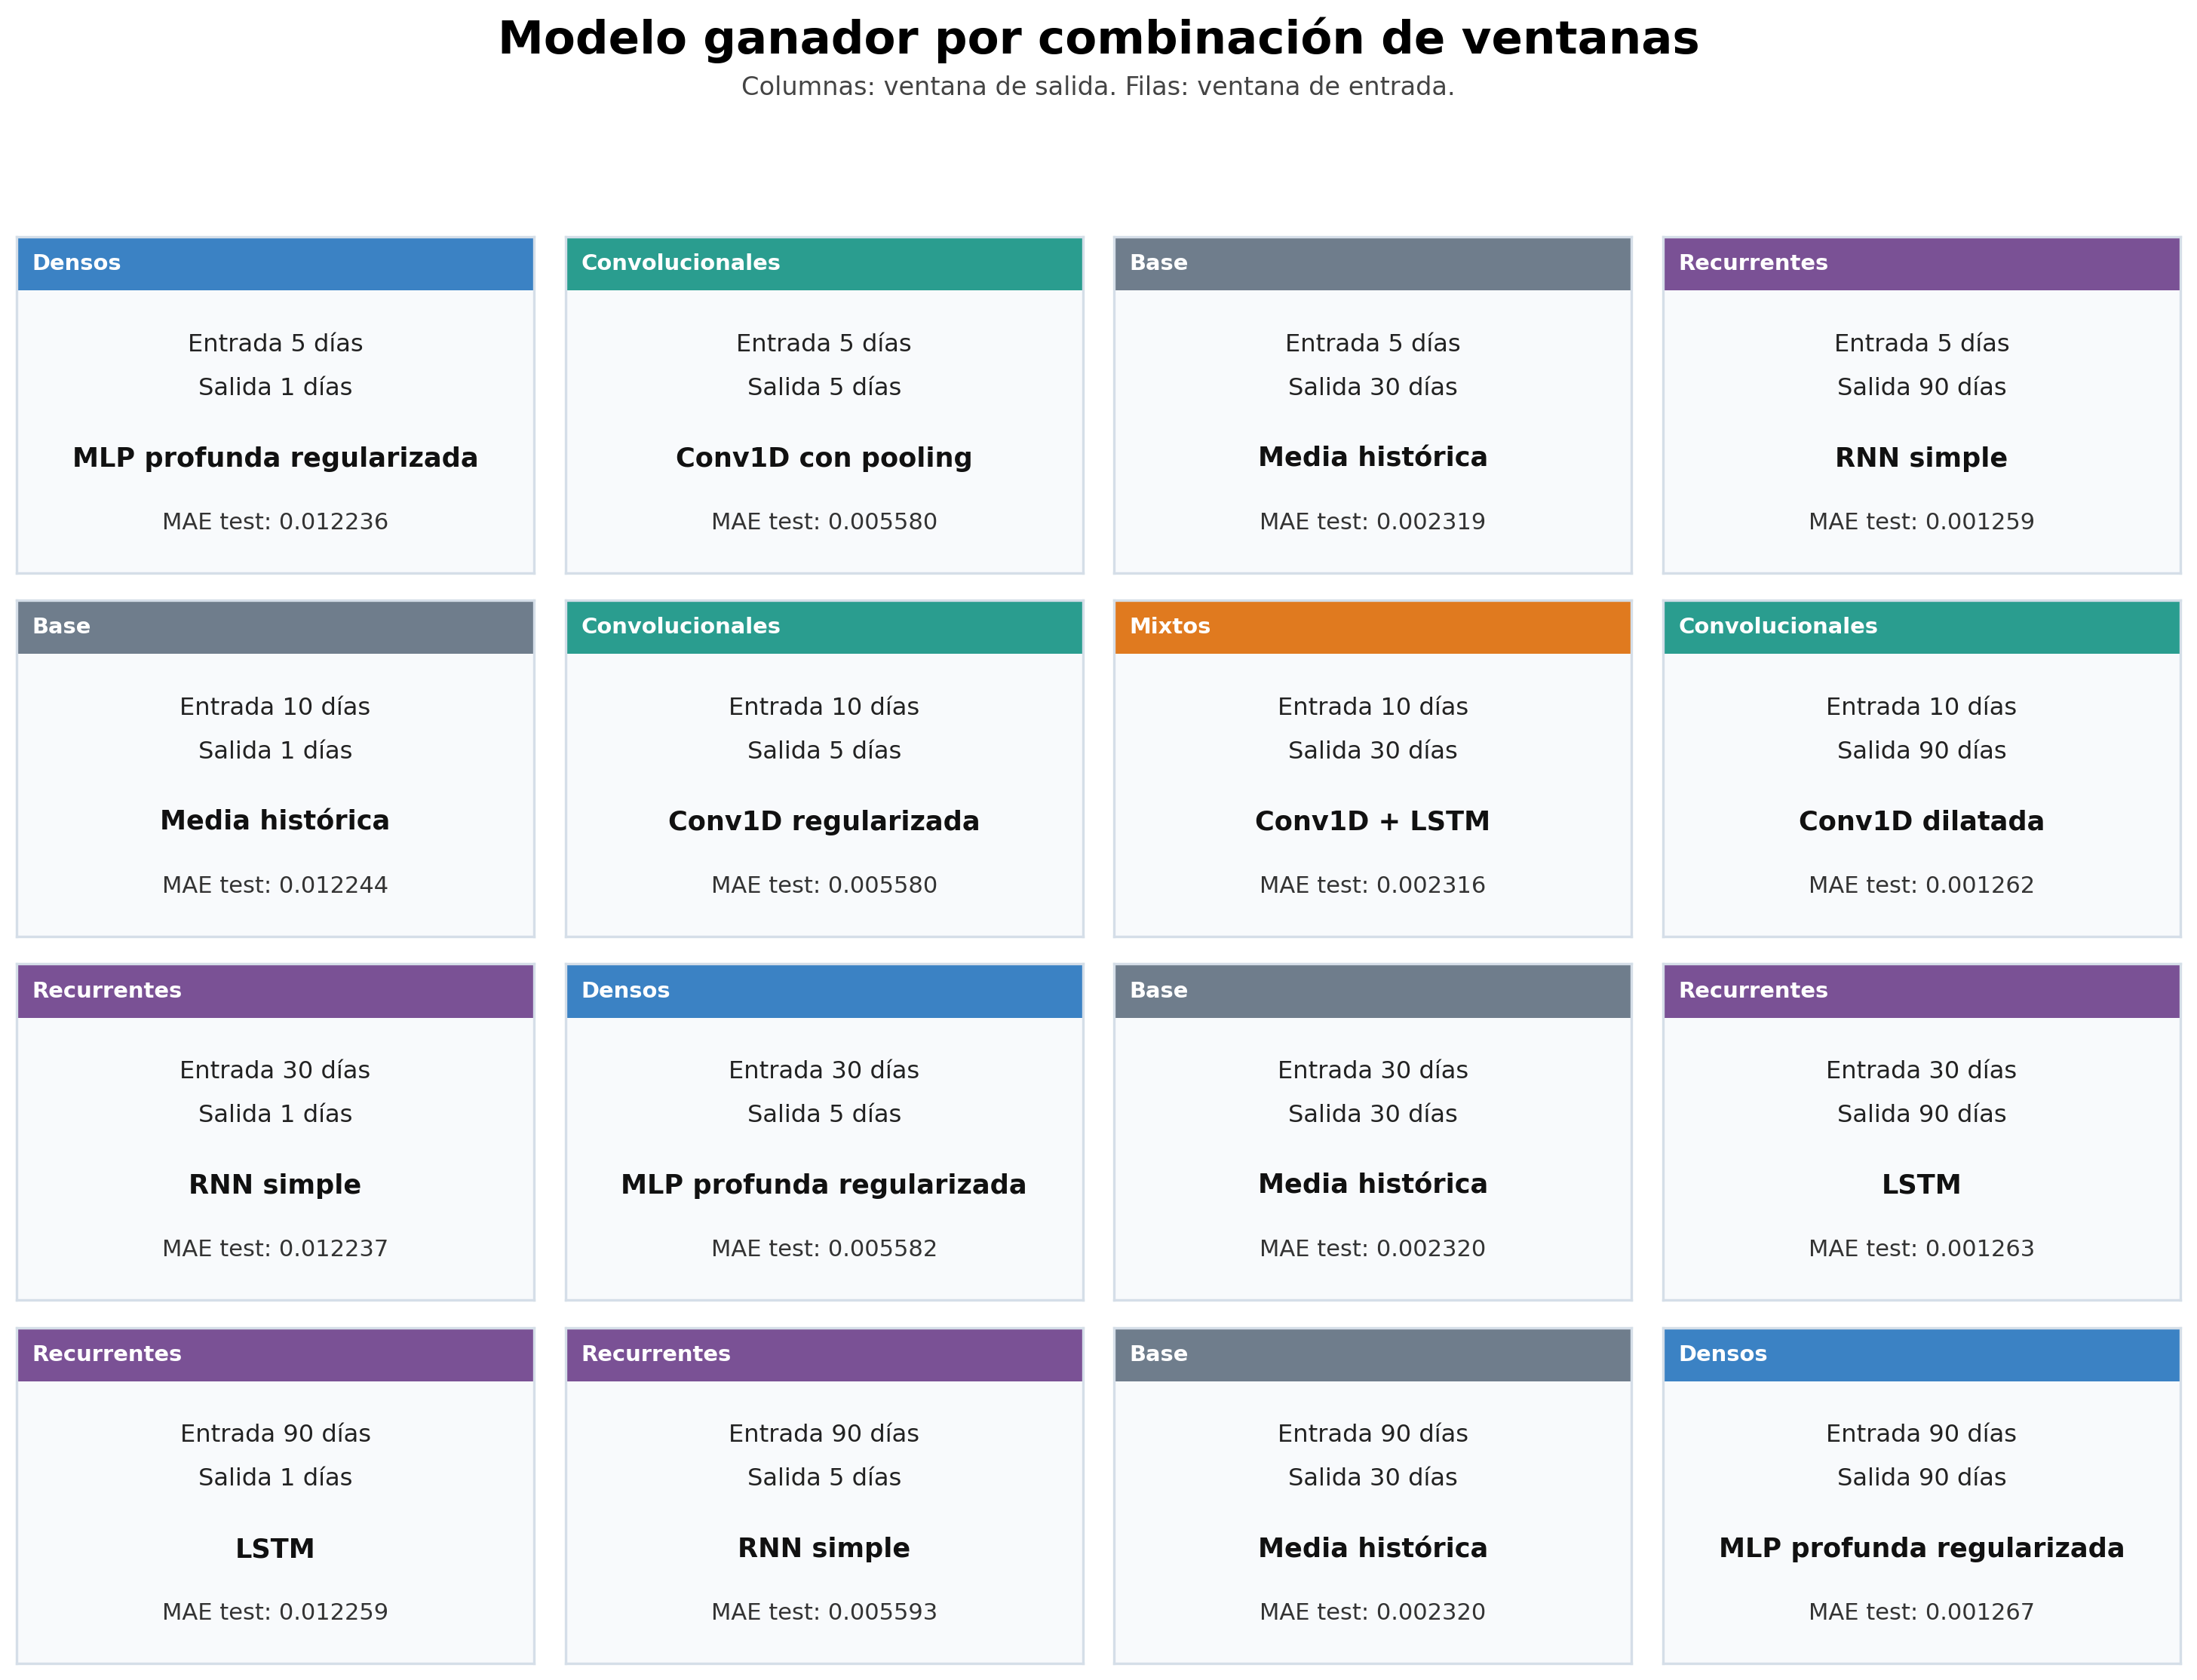 Modelo ganador por combinación de ventanas
Columnas: ventana de salida. Filas: ventana de entrada.
Densos
Entrada 5 días
Salida 1 días
MLP profunda regularizada
MAE test: 0.012236
Convolucionales
Entrada 5 días
Salida 5 días
Conv1D con pooling
MAE test: 0.005580
Base
Entrada 5 días
Salida 30 días
Media histórica
MAE test: 0.002319
Recurrentes
Entrada 5 días
Salida 90 días
RNN simple
MAE test: 0.001259
Base
Entrada 10 días
Salida 1 días
Media histórica
MAE test: 0.012244
Convolucionales
Entrada 10 días
Salida 5 días
Conv1D regularizada
MAE test: 0.005580
Mixtos
Entrada 10 días
Salida 30 días
Conv1D + LSTM
MAE test: 0.002316
Convolucionales
Entrada 10 días
Salida 90 días
Conv1D dilatada
MAE test: 0.001262
Recurrentes
Entrada 30 días
Salida 1 días
RNN simple
MAE test: 0.012237
Densos
Entrada 30 días
Salida 5 días
MLP profunda regularizada
MAE test: 0.005582
Base
Entrada 30 días
Salida 30 días
Media histórica
MAE test: 0.002320
Recurrentes
Entrada 30 días
Salida 90 días
LSTM
MAE test: 0.001263
Recurrentes
Entrada 90 días
Salida 1 días
LSTM
MAE test: 0.012259
Recurrentes
Entrada 90 días
Salida 5 días
RNN simple
MAE test: 0.005593
Base
Entrada 90 días
Salida 30 días
Media histórica
MAE test: 0.002320
Densos
Entrada 90 días
Salida 90 días
MLP profunda regularizada
MAE test: 0.001267